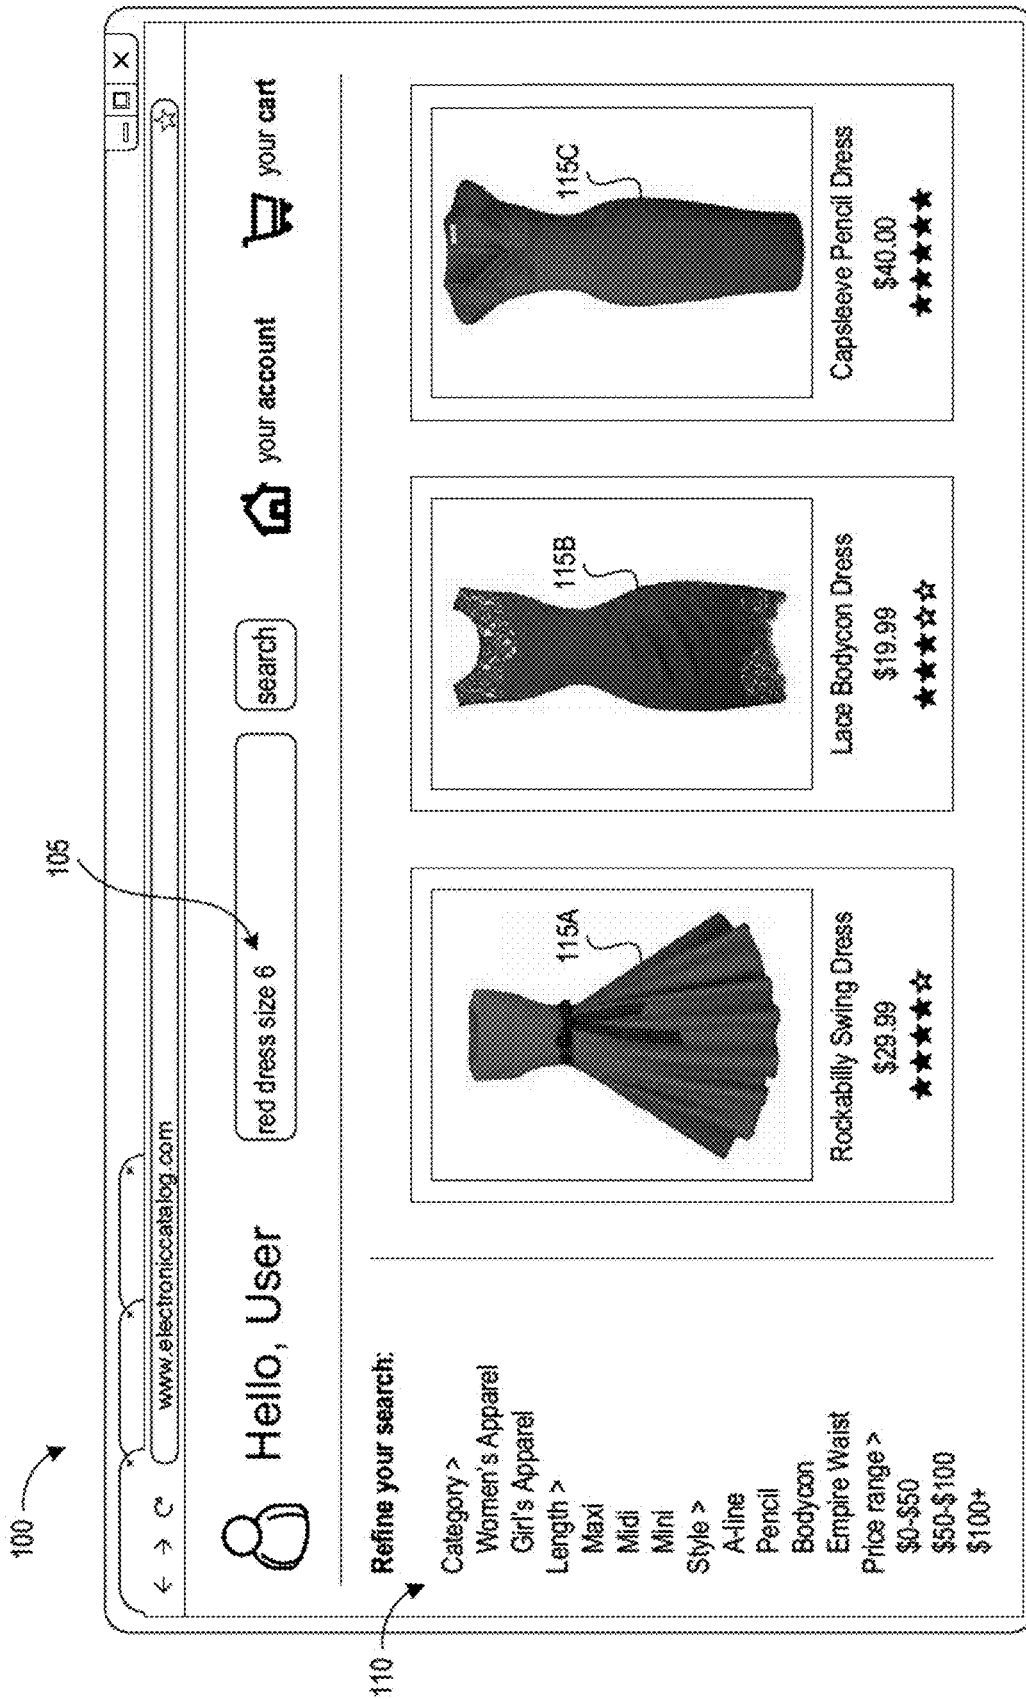 100
105
www.electroniccatalog.com
Hello, User
red dress size 6
search
your account
your cart
110
Refine your search:
Category >
Women's Apparel
Girl's Apparel
Length >
Maxi
Midi
Mini
Style >
A-line
Pencil
Bodycon
Empire Waist
Price range >
$0-$50
$50-$100
$100+
115A
Rockabilly Swing Dress
$29.99
115B
Lace Bodycon Dress
$19.99
115C
Capsleeve Pencil Dress
$40.00